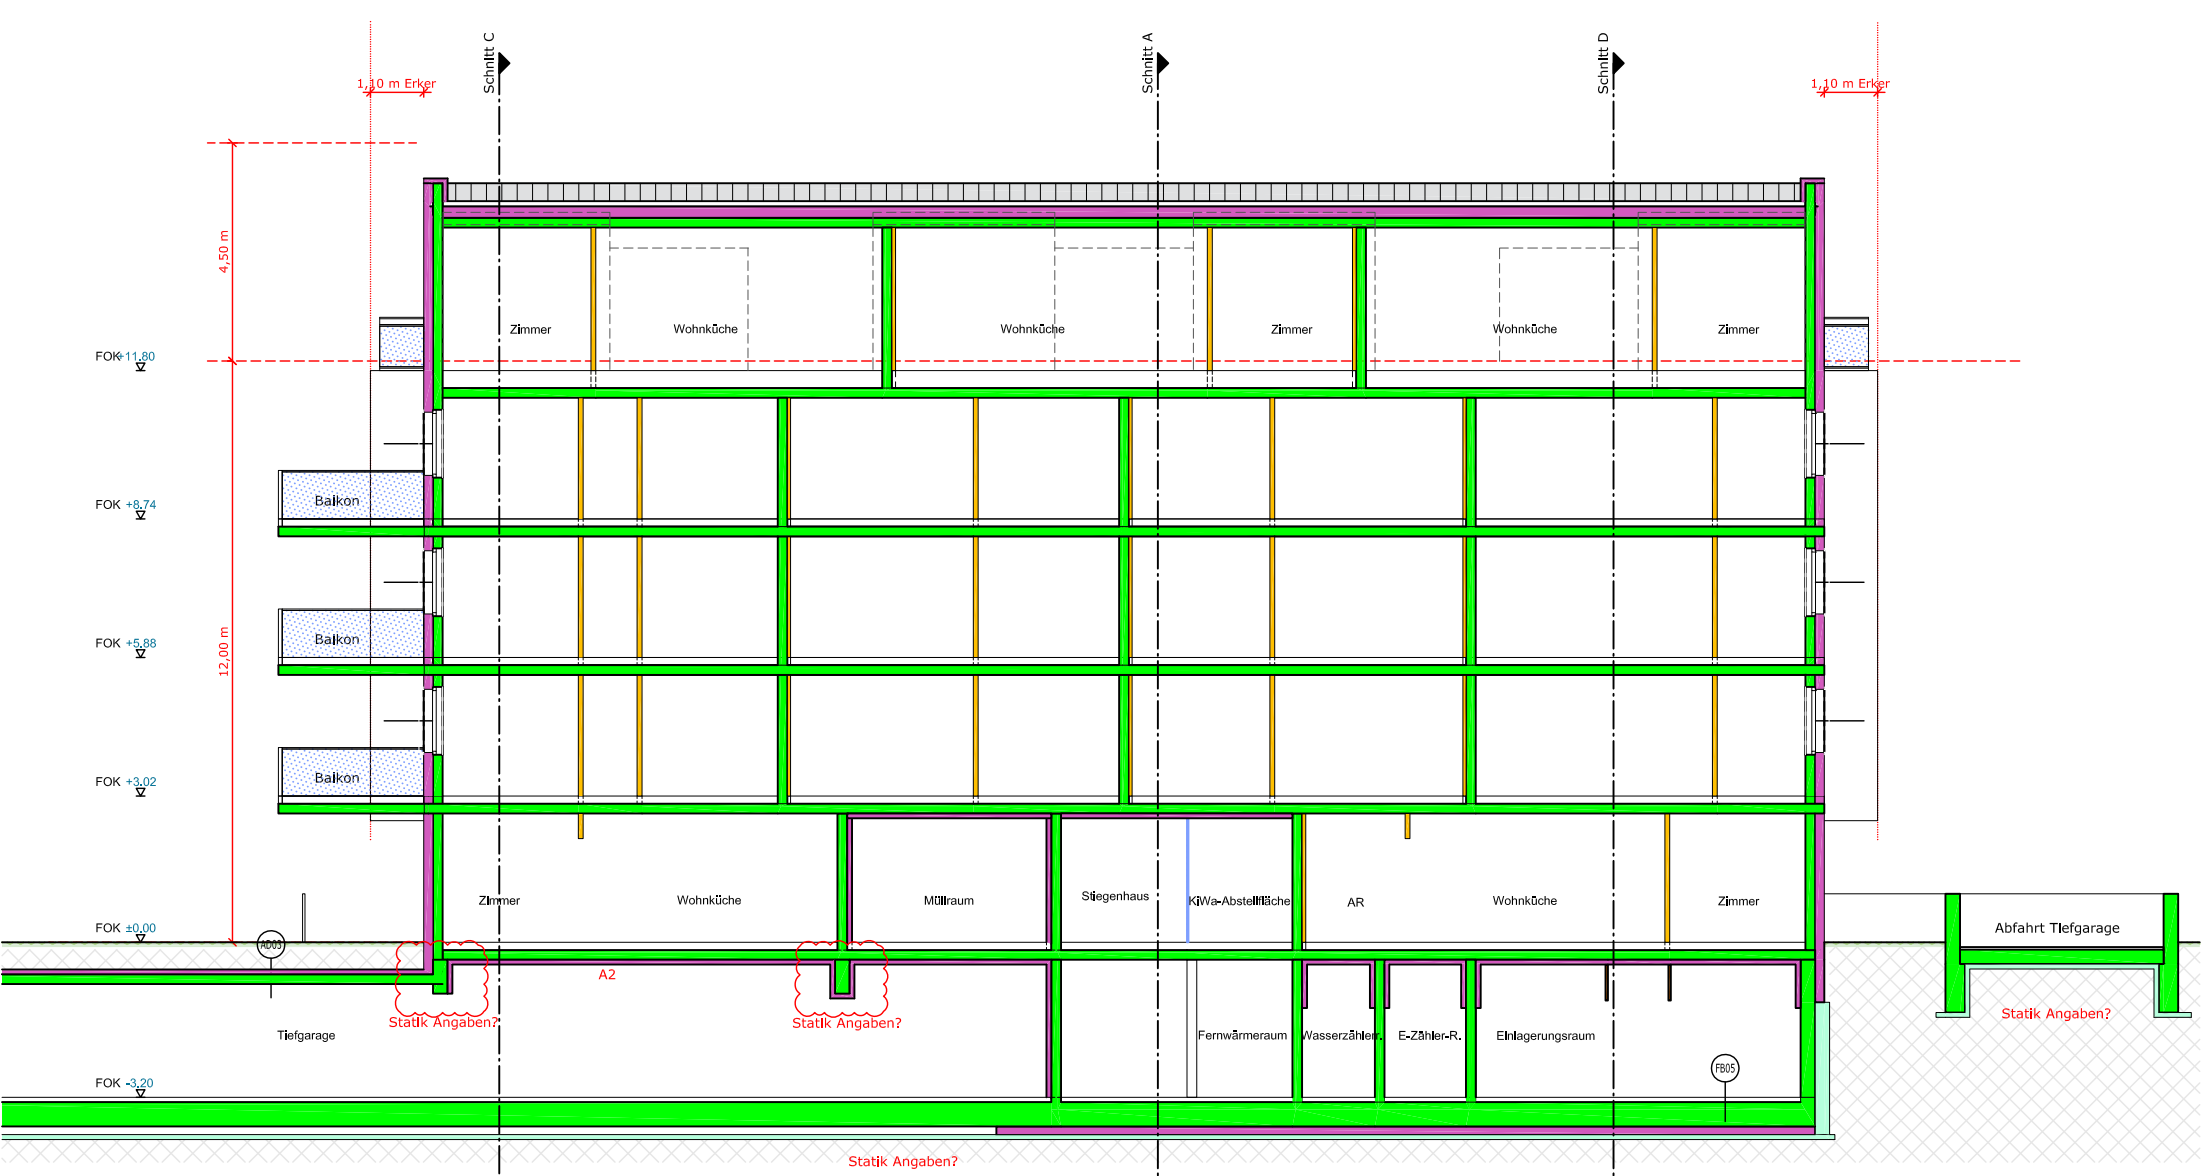 Schnitt C
Schnitt A
Schnitt D
1,10 m Erker
1,10 m Erker
4,50 m
Zimmer
Wohnküche
Wohnküche
Zimmer
Wohnküche
Zimmer
FOK +11.80
Balkon
FOK +8.74
Balkon
FOK +5.88
12,00 m
Balkon
FOK +3.02
Zimmer
Wohnküche
Müllraum
Stiegenhaus
KiWa-Abstellfläche
AR
Wohnküche
Zimmer
FOK ±0.00
AD03
Abfahrt Tiefgarage
A2
Statik Angaben?
Statik Angaben?
Statik Angaben?
Tiefgarage
Fernwärmeraum
Wasserzählerr.
E-Zähler-R.
Einlagerungsraum
FB05
FOK -3.20
Statik Angaben?